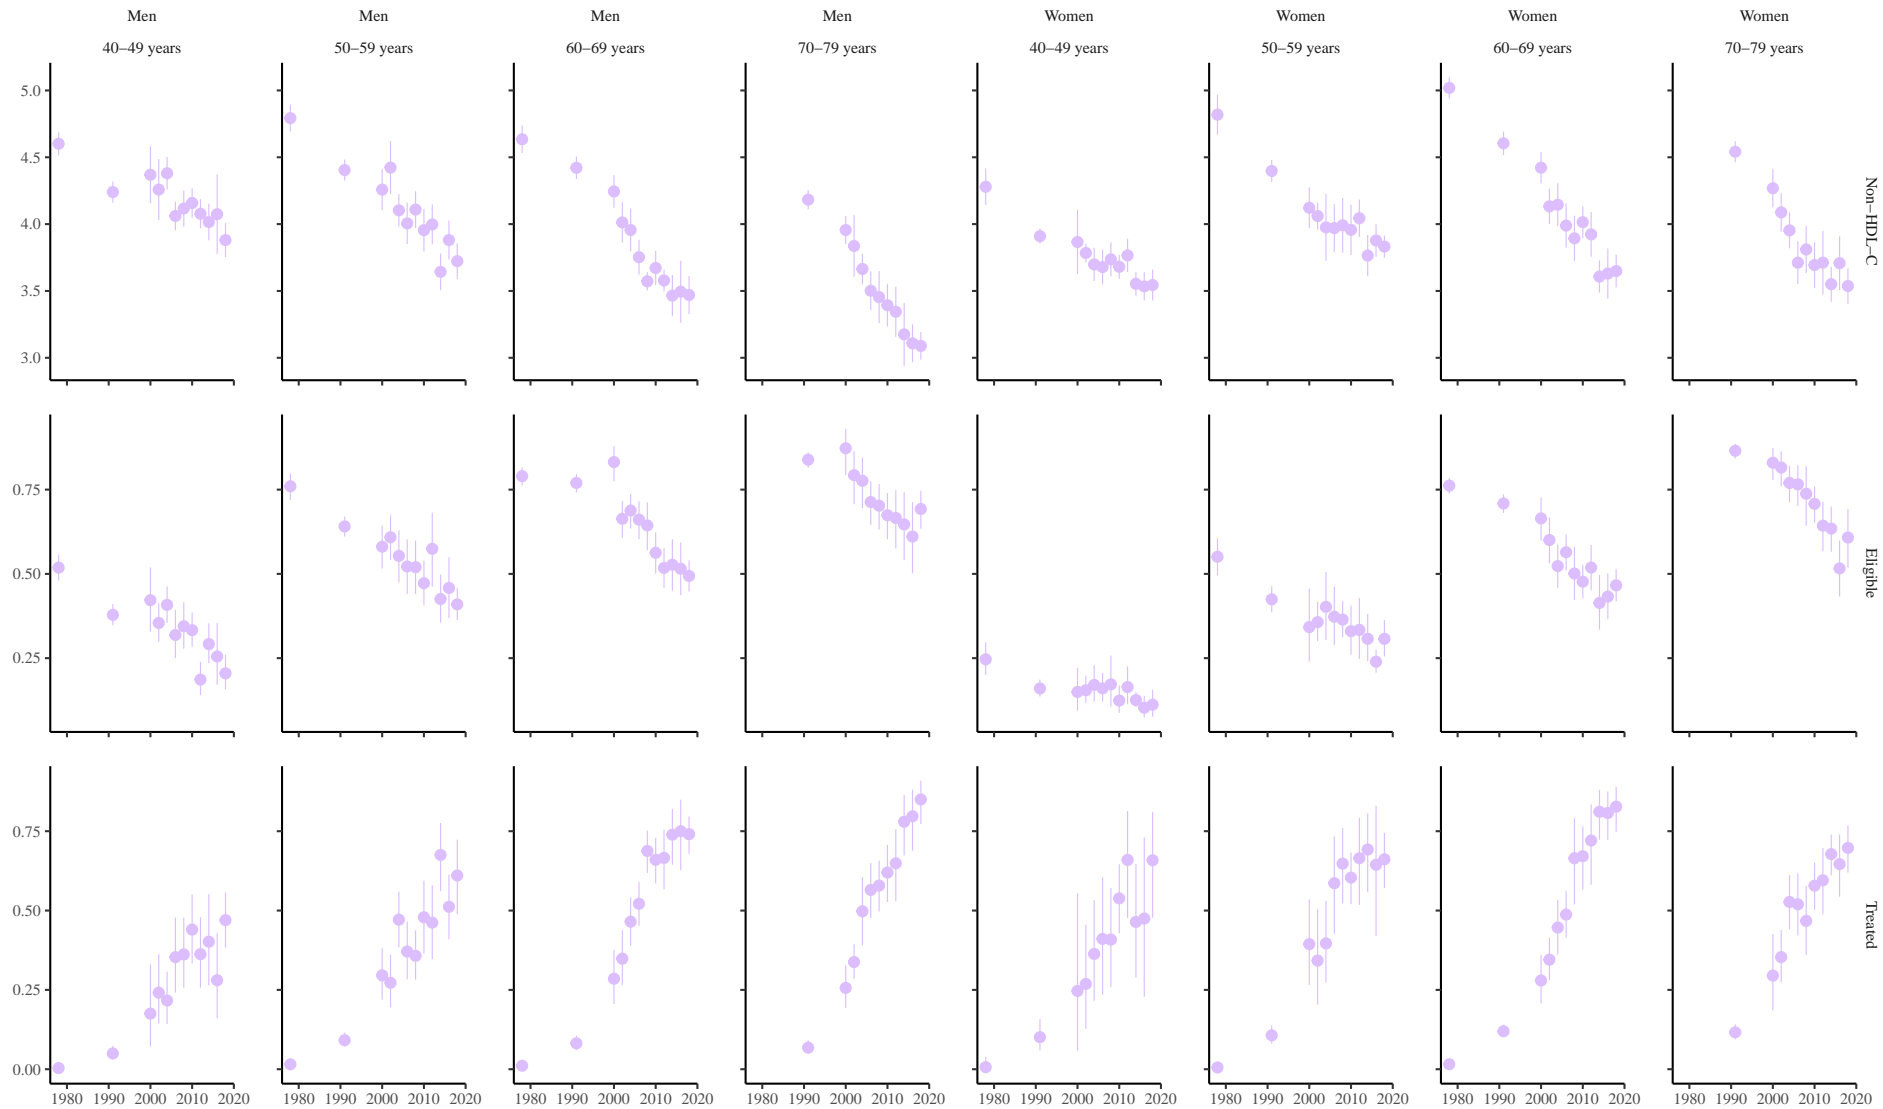 Men Men Men Men Women Women Women Women
40–49 years 50–59 years 60–69 years 70–79 years 40–49 years 50–59 years 60–69 years 70–79 years
5.0
4.5
4.0
3.5
3.0
Non−HDL−C
0.75
0.50
0.25
Eligible
0.75
0.50
0.25
0.00
Treated
1980 1990 2000 2010 2020 1980 1990 2000 2010 2020 1980 1990 2000 2010 2020 1980 1990 2000 2010 2020 1980 1990 2000 2010 2020 1980 1990 2000 2010 2020 1980 1990 2000 2010 2020 1980 1990 2000 2010 2020